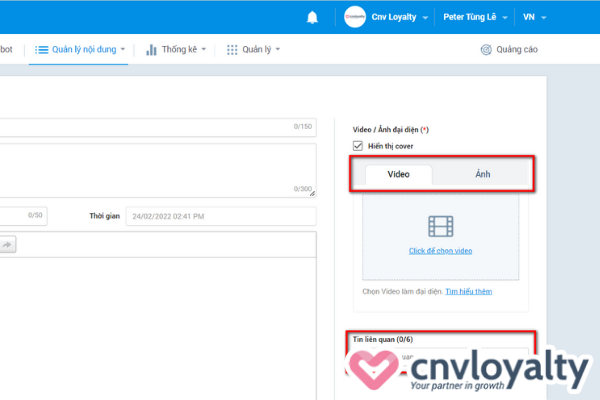 Cnv Loyalty
Peter Tùng Lê
VN
bot
Quản lý nội dung
Thống kê
Quản lý
Quảng cáo
0/150
0/300
0/50
Thời gian
24/02/2022 02:41 PM
Video / Ảnh đại diện (*)
Hiển thị cover
Video
Ảnh
Click để chọn video
Chọn Video làm đại diện. Tìm hiểu thêm
Tin liên quan (0/6)
cnvloyalty
Your partner in growth